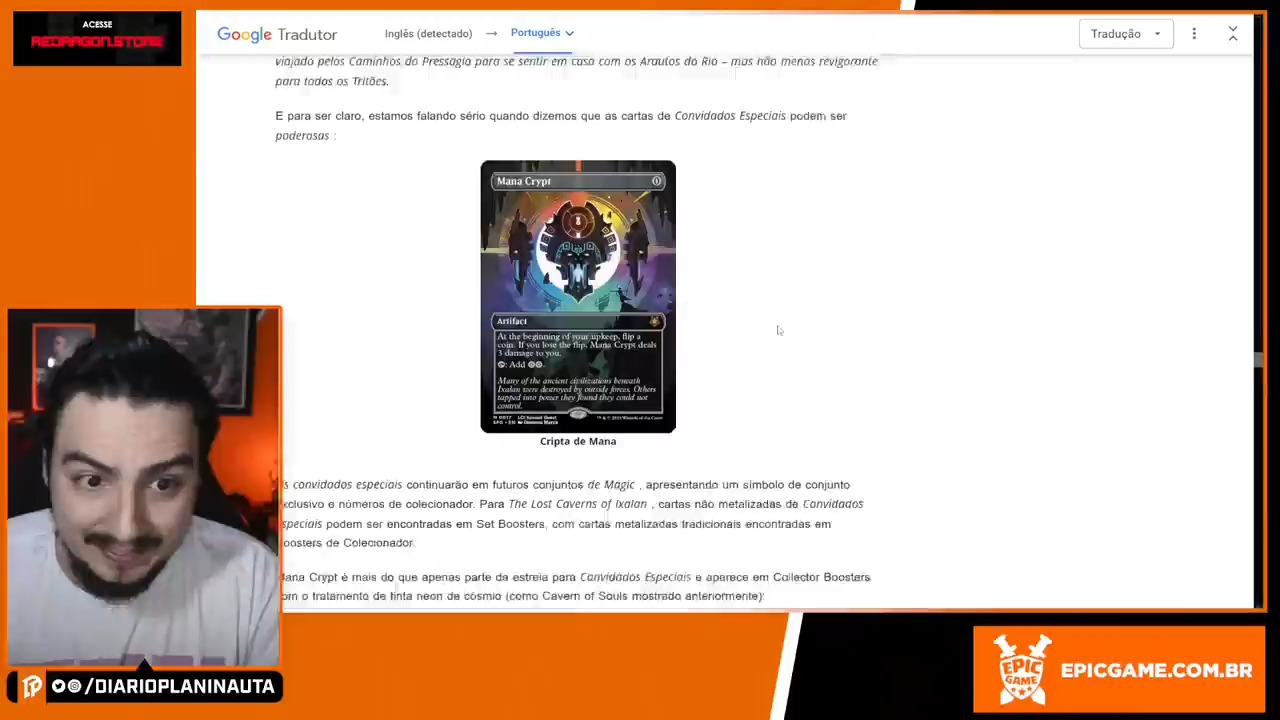 ACESSE
REDRAGON.STORE
Google Tradutor
Inglês (detectado)
Português
Tradução
viajado pelos Caminhos do Presságio para se sentir em casa com os Arautos do Rio – mas não menos revigorante
para todos os Tritões.
E para ser claro, estamos falando sério quando dizemos que as cartas de Convidados Especiais podem ser
poderosas :
Mana Crypt
0
Artifact
At the beginning of your upkeep, flip a
coin. If you lose the flip, Mana Crypt deals
3 damage to you.
: Add
Many of the ancient civilizations beneath
Ixalan were destroyed by outside forces. Others
tapped into power they found they could not
control.
Cripta de Mana
s convidados especiais continuarão em futuros conjuntos de Magic , apresentando um símbolo de conjunto
xclusivo e números de colecionador. Para The Lost Caverns of Ixalan , cartas não metalizadas de Convidados
speciais podem ser encontradas em Set Boosters, com cartas metalizadas tradicionais encontradas em
oosters de Colecionador.
Mana Crypt é mais do que apenas parte da estreia para Convidados Especiais e aparece em Collector Boosters
om o tratamento de tinta neon de cosmio (como Cavern of Souls mostrado anteriormente):
/DIARIOPLANINAUTA
EPIC
GAME
EPICGAME.COM.BR